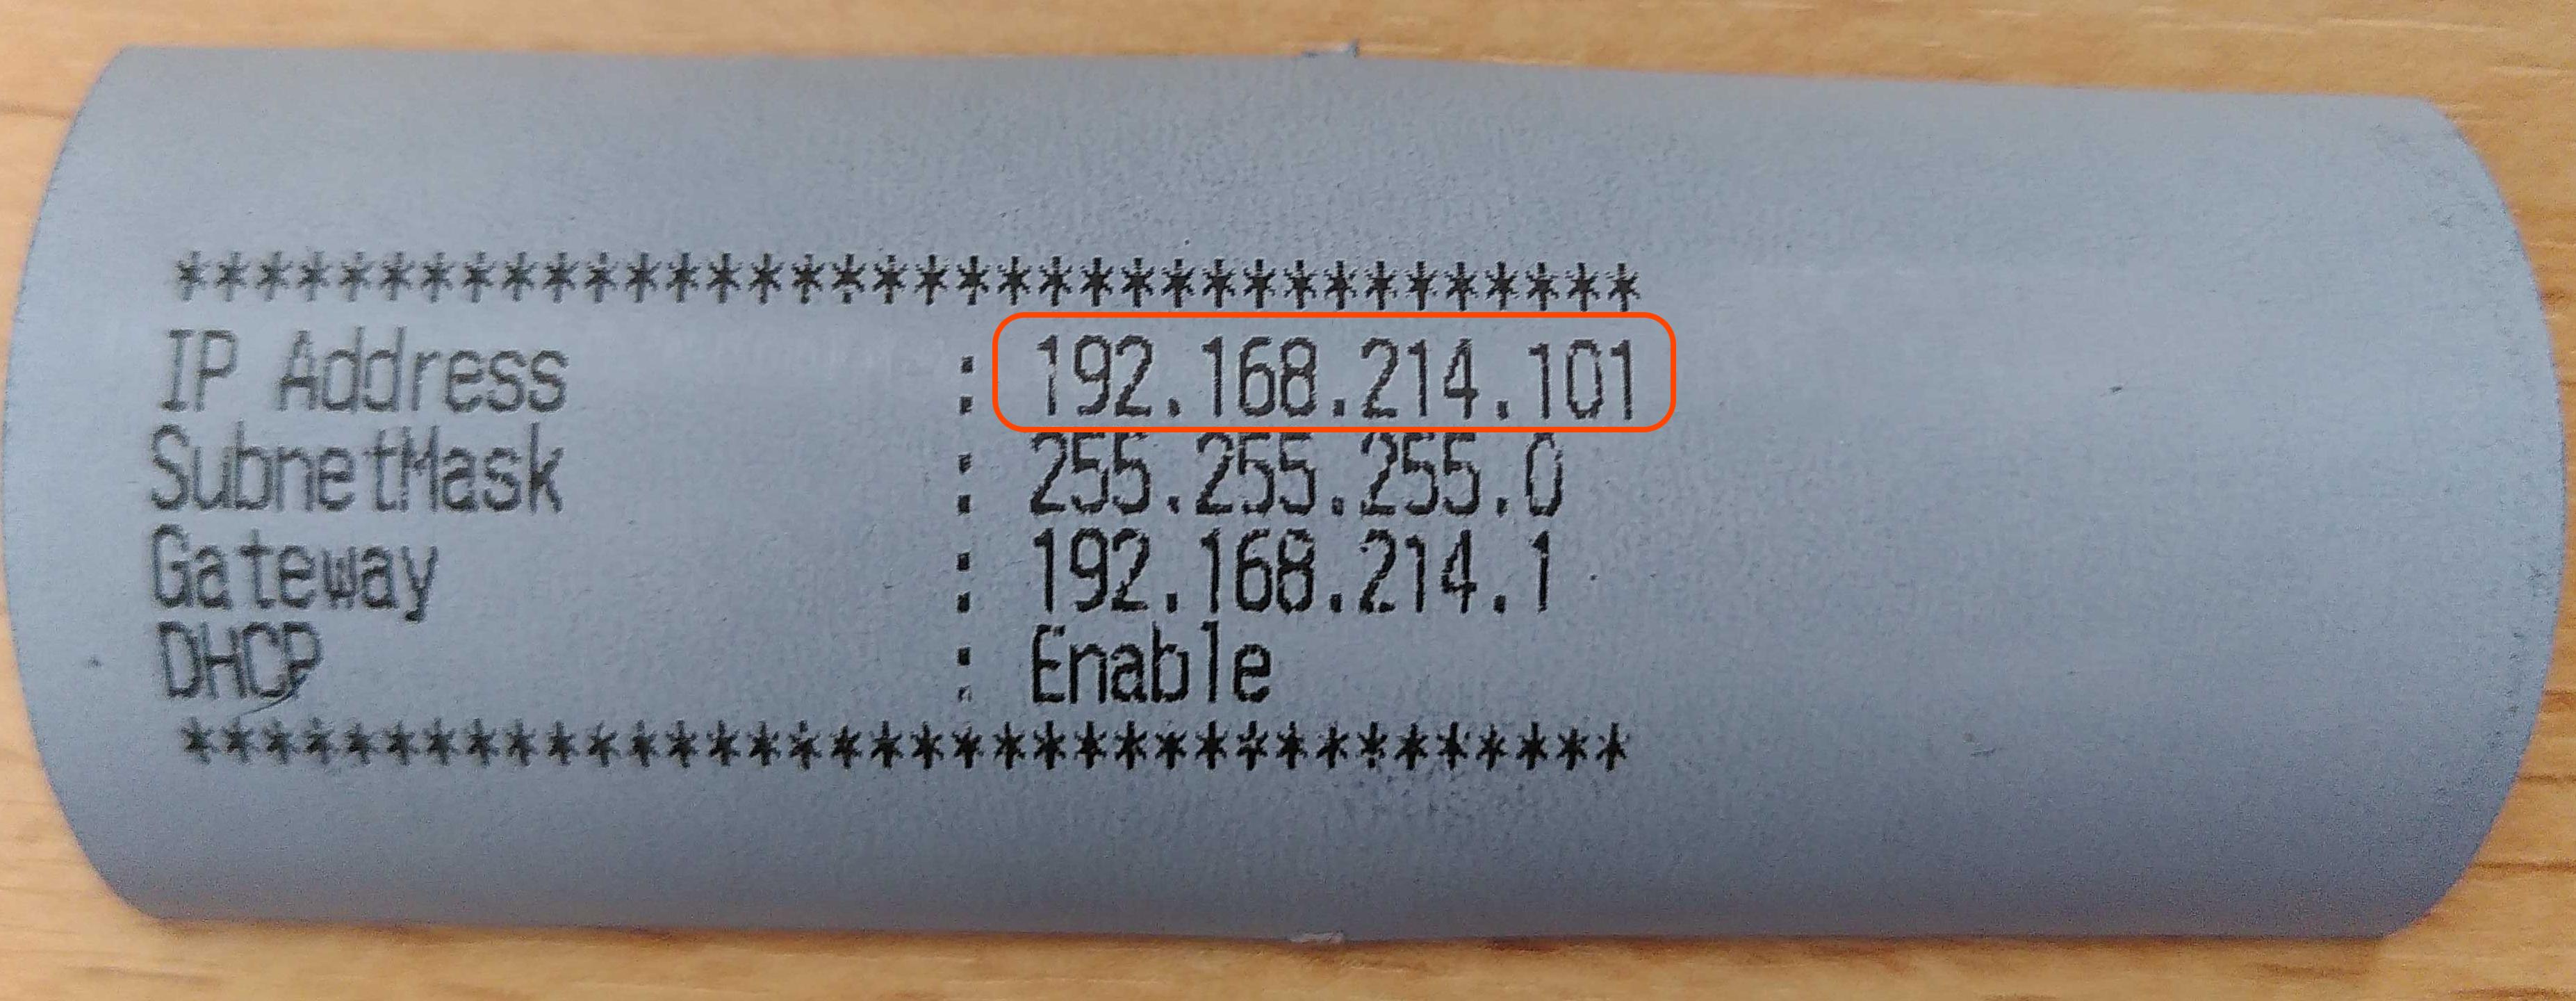 ************************************
IP Address : 192.168.214.101
SubnetMask : 255.255.255.0
Gateway : 192.168.214.1
DHCP : Enable
************************************